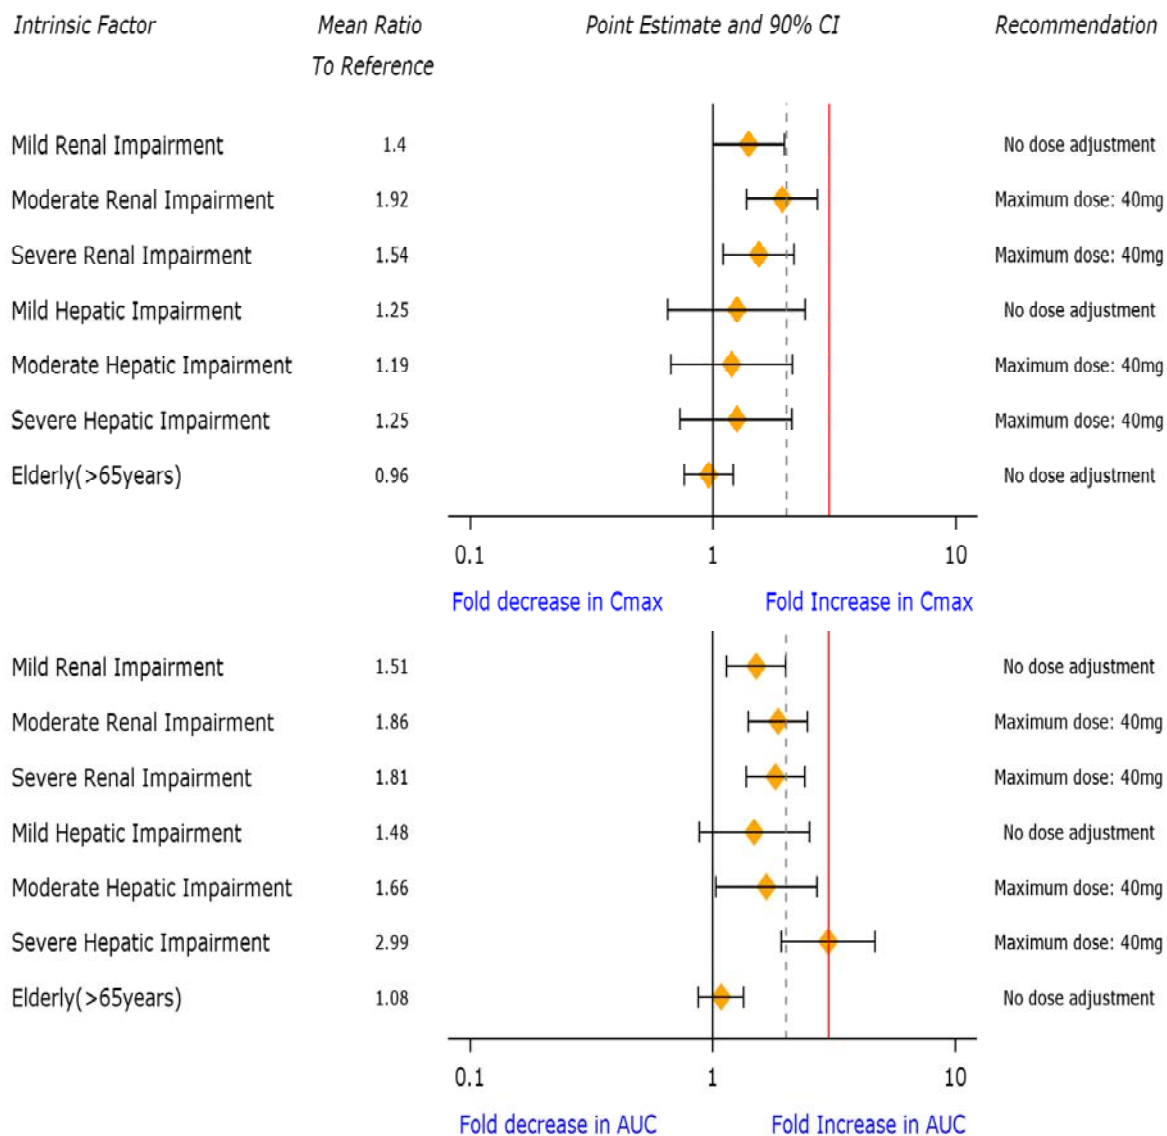 Intrinsic Factor Mean Ratio Point Estimate and 90% CI Recommendation
To Reference
Mild Renal Impairment 1.4 No dose adjustment
Moderate Renal Impairment 1.92 Maximum dose: 40mg
Severe Renal Impairment 1.54 Maximum dose: 40mg
Mild Hepatic Impairment 1.25 No dose adjustment
Moderate Hepatic Impairment 1.19 Maximum dose: 40mg
Severe Hepatic Impairment 1.25 Maximum dose: 40mg
Elderly(>65years) 0.96 No dose adjustment
0.1 1 10
Fold decrease in Cmax Fold Increase in Cmax
Mild Renal Impairment 1.51 No dose adjustment
Moderate Renal Impairment 1.86 Maximum dose: 40mg
Severe Renal Impairment 1.81 Maximum dose: 40mg
Mild Hepatic Impairment 1.48 No dose adjustment
Moderate Hepatic Impairment 1.66 Maximum dose: 40mg
Severe Hepatic Impairment 2.99 Maximum dose: 40mg
Elderly(>65years) 1.08 No dose adjustment
0.1 1 10
Fold decrease in AUC Fold Increase in AUC